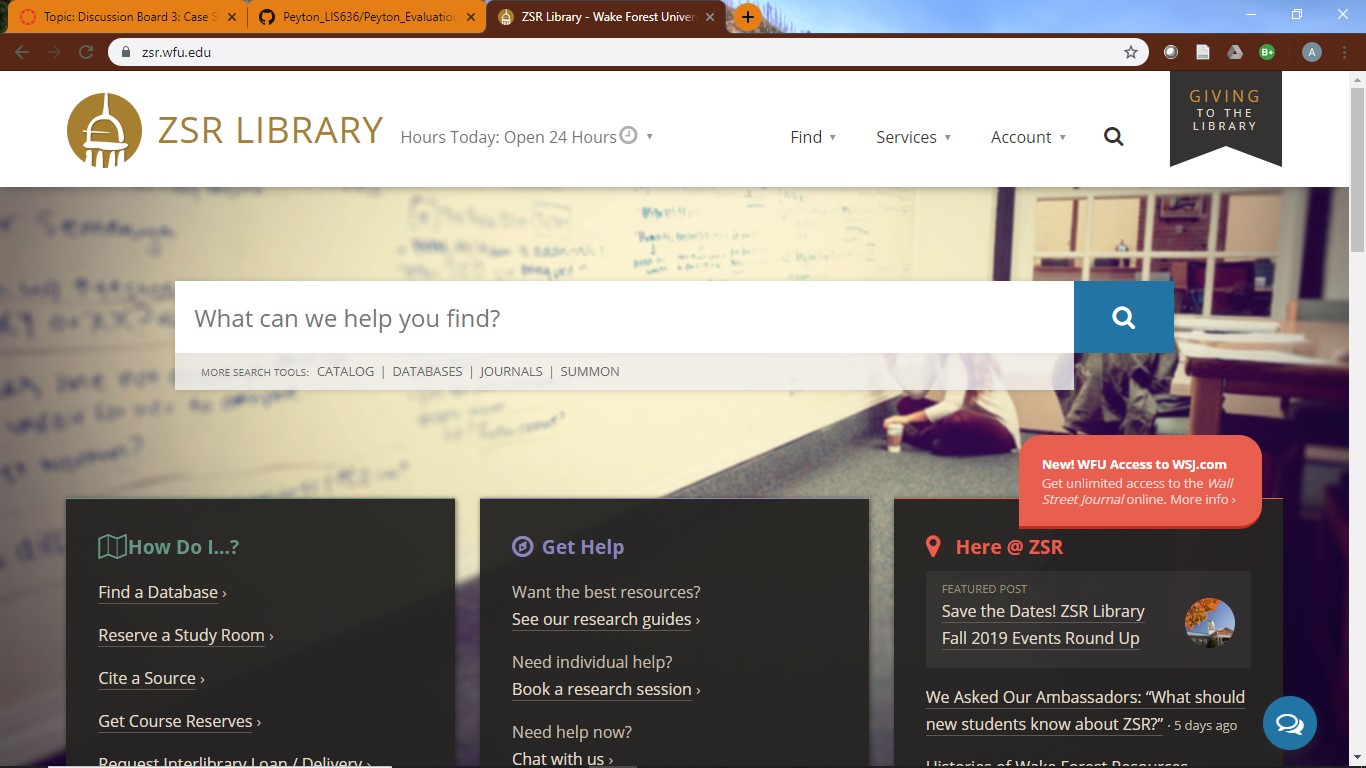 Topic: Discussion Board 3: Case S
Peyton_LIS636/Peyton_Evaluation
ZSR Library - Wake Forest Univer
zsr.wfu.edu
B+
A
ZSR LIBRARY
Hours Today: Open 24 Hours
Find
Services
Account
GIVING
TO THE
LIBRARY
What can we help you find?
MORE SEARCH TOOLS: CATALOG | DATABASES | JOURNALS | SUMMON
New! WFU Access to WSJ.com
Get unlimited access to the Wall
Street Journal online. More info ›
How Do I...?
Find a Database ›
Reserve a Study Room ›
Cite a Source ›
Get Course Reserves ›
Request Interlibrary Loan / Delivery ›
Get Help
Want the best resources?
See our research guides ›
Need individual help?
Book a research session ›
Need help now?
Chat with us ›
Here @ ZSR
FEATURED POST
Save the Dates! ZSR Library
Fall 2019 Events Round Up
We Asked Our Ambassadors: “What should
new students know about ZSR?” · 5 days ago
Histories of Wake Forest Resources